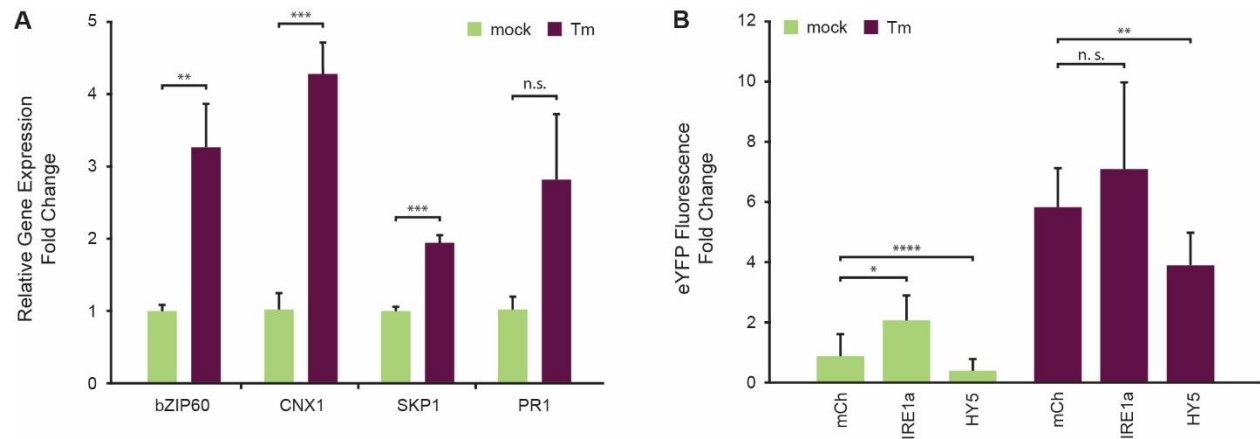 A
mock Tm
Relative Gene Expression
Fold Change
5
4
3
2
1
0
**
***
***
n.s.
bZIP60 CNX1 SKP1 PR1
B
mock Tm
eYFP Fluorescence
Fold Change
12
10
8
6
4
2
0
*
****
n. s.
**
mCh
IRE1a
HY5
mCh
IRE1a
HY5